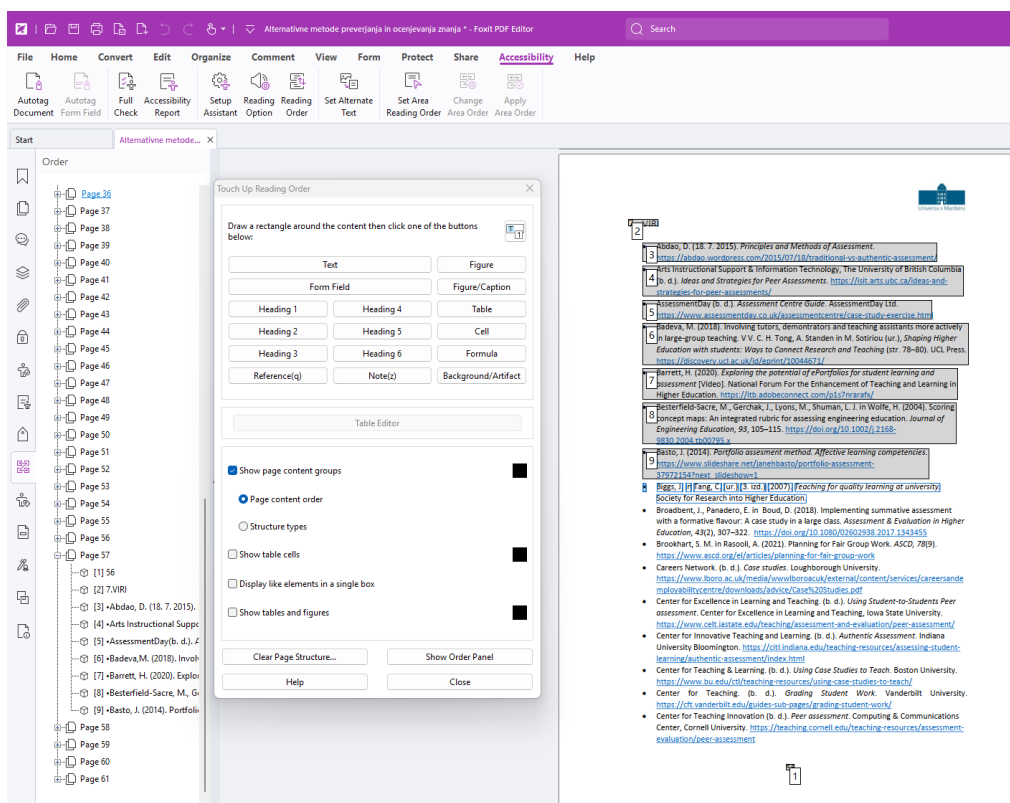 Alternativne metode preverjanja in ocenjevanja znanja * - Foxit PDF Editor
Search
File Home Convert Edit Organize Comment View Form Protect Share Accessibility Help
Autotag Document
Autotag Form Field
Full Check
Accessibility Report
Setup Assistant
Reading Option
Reading Order
Set Alternate Text
Set Area Reading Order
Change Area Order
Apply Area Order
Start
Alternativne metode...
Order
Page 36
Page 37
Page 38
Page 39
Page 40
Page 41
Page 42
Page 43
Page 44
Page 45
Page 46
Page 47
Page 48
Page 49
Page 50
Page 51
Page 52
Page 53
Page 54
Page 55
Page 56
Page 57
[1] 56
[2] 7.VIRI
[3] •Abdao, D. (18. 7. 2015).
[4] •Arts Instructional Suppo
[5] •AssessmentDay(b. d.). A
[6] •Badeva,M. (2018). Involv
[7] •Barrett, H. (2020). Explo
[8] •Besterfield-Sacre, M., G
[9] •Basto, J. (2014). Portfoli
Page 58
Page 59
Page 60
Page 61
Touch Up Reading Order
Draw a rectangle around the content then click one of the buttons
below:
Text Figure
Form Field Figure/Caption
Heading 1 Heading 4 Table
Heading 2 Heading 5 Cell
Heading 3 Heading 6 Formula
Reference(q) Note(z) Background/Artifact
Table Editor
Show page content groups
Page content order
Structure types
Show table cells
Display like elements in a single box
Show tables and figures
Clear Page Structure... Show Order Panel
Help Close
Univerza v Mariboru
VIRI
2
3
Abdao, D. (18. 7. 2015). Principles and Methods of Assessment.
https://abdao.wordpress.com/2015/07/18/traditional-vs-authentic-assessment/
4
Arts Instructional Support & Information Technology, The University of British Columbia
(b. d.). Ideas and Strategies for Peer Assessments. https://isit.arts.ubc.ca/ideas-and-
strategies-for-peer-assessments/
5
AssessmentDay (b. d.). Assessment Centre Guide. AssessmentDay Ltd.
https://www.assessmentday.co.uk/assessmentcentre/case-study-exercise.html
6
Badeva, M. (2018). Involving tutors, demontrators and teaching assistants more actively
in large-group teaching. V V. C. H. Tong, A. Standen in M. Sotiriou (ur.), Shaping Higher
Education with students: Ways to Connect Research and Teaching (str. 78–80). UCL Press.
https://discovery.ucl.ac.uk/id/eprint/10044671/
7
Barrett, H. (2020). Exploring the potential of ePortfolios for student learning and
assessment [Video]. National Forum For the Enhancement of Teaching and Learning in
Higher Education. https://itb.adobeconnect.com/p1s7nrarafx/
8
Besterfield-Sacre, M., Gerchak, J., Lyons, M., Shuman, L. J. in Wolfe, H. (2004). Scoring
concept maps: An integrated rubric for assessing engineering education. Journal of
Engineering Education, 93, 105–115. https://doi.org/10.1002/j.2168-
9830.2004.tb00795.x
9
Basto, J. (2014). Portfolio assesment method. Affective learning competencies.
https://www.slideshare.net/janehbasto/portfolio-assessment-
37972154?next_slideshow=1
• Biggs, J. in Tang, C. (ur.) (3. izd.) (2007). Teaching for quality learning at university.
Society for Research into Higher Education.
• Broadbent, J., Panadero, E. in Boud, D. (2018). Implementing summative assessment
with a formative flavour: A case study in a large class. Assessment & Evaluation in Higher
Education, 43(2), 307–322. https://doi.org/10.1080/02602938.2017.1343455
• Brookhart, S. M. in Rasooli, A. (2021). Planning for Fair Group Work. ASCD, 78(9).
https://www.ascd.org/el/articles/planning-for-fair-group-work
• Careers Network. (b. d.). Case studies. Loughborough University.
https://www.lboro.ac.uk/media/wwwlboroacuk/external/content/services/careersande
mployabilitycentre/downloads/advice/Case%20Studies.pdf
• Center for Excellence in Learning and Teaching. (b. d.). Using Student-to-Students Peer
assessment. Center for Excellence in Learning and Teaching, Iowa State University.
https://www.celt.iastate.edu/teaching/assessment-and-evaluation/peer-assessment/
• Center for Innovative Teaching and Learning. (b. d.). Authentic Assessment. Indiana
University Bloomington. https://citl.indiana.edu/teaching-resources/assessing-student-
learning/authentic-assessment/index.html
• Center for Teaching & Learning. (b. d.). Using Case Studies to Teach. Boston University.
https://www.bu.edu/ctl/teaching-resources/using-case-studies-to-teach/
• Center for Teaching. (b. d.). Grading Student Work. Vanderbilt University.
https://cft.vanderbilt.edu/guides-sub-pages/grading-student-work/
• Center for Teaching Innovation (b. d.). Peer assessment. Computing & Communications
Center, Cornell University. https://teaching.cornell.edu/teaching-resources/assessment-
evaluation/peer-assessment
1